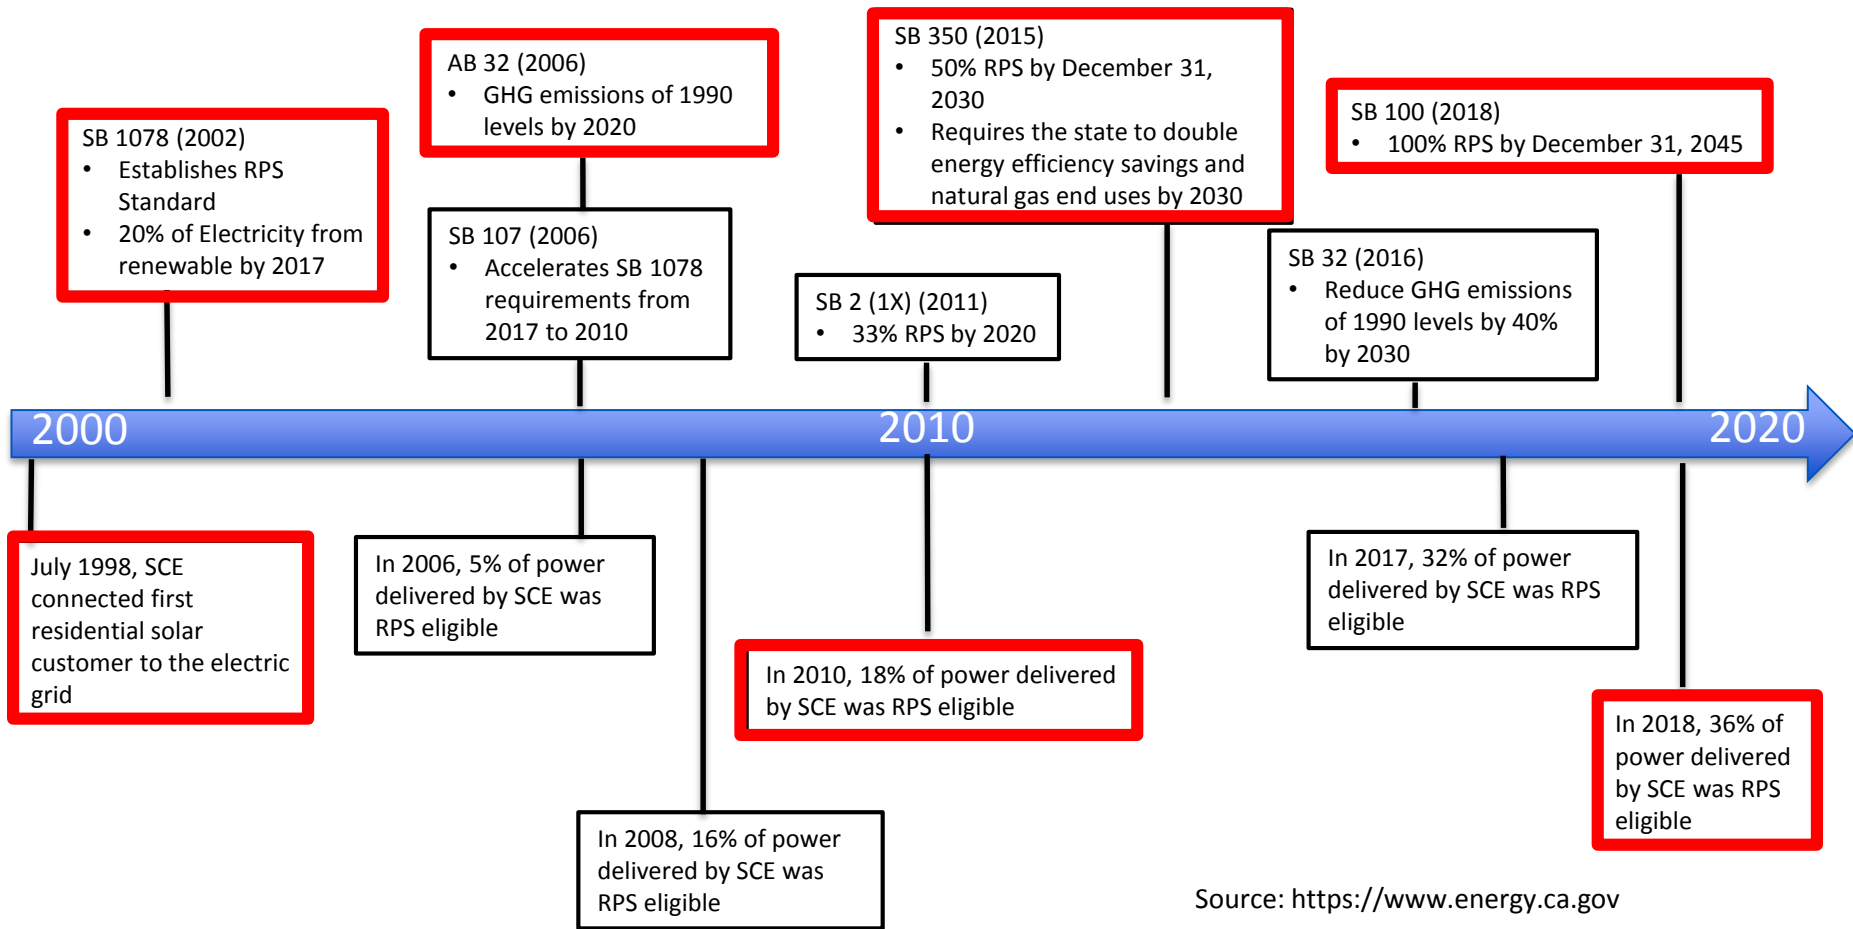 SB 1078 (2002)
• Establishes RPS
Standard
• 20% of Electricity from
renewable by 2017
AB 32 (2006)
• GHG emissions of 1990
levels by 2020
SB 107 (2006)
• Accelerates SB 1078
requirements from
2017 to 2010
SB 2 (1X) (2011)
• 33% RPS by 2020
SB 350 (2015)
• 50% RPS by December 31,
2030
• Requires the state to double
energy efficiency savings and
natural gas end uses by 2030
SB 32 (2016)
• Reduce GHG emissions
of 1990 levels by 40%
by 2030
SB 100 (2018)
• 100% RPS by December 31, 2045
2000
2010
2020
July 1998, SCE
connected first
residential solar
customer to the electric
grid
In 2006, 5% of power
delivered by SCE was
RPS eligible
In 2008, 16% of power
delivered by SCE was
RPS eligible
In 2010, 18% of power delivered
by SCE was RPS eligible
In 2017, 32% of power
delivered by SCE was RPS
eligible
In 2018, 36% of
power delivered
by SCE was RPS
eligible
Source: https://www.energy.ca.gov